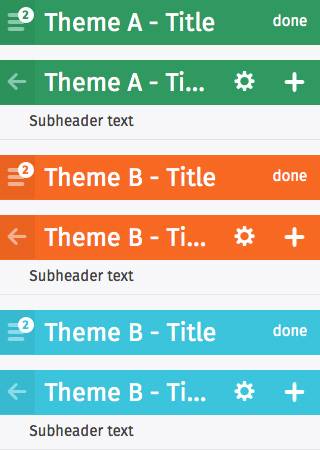 2 Theme A - Title done
Theme A - Ti...
Subheader text
2 Theme B - Title done
Theme B - Ti...
Subheader text
2 Theme B - Title done
Theme B - Ti...
Subheader text